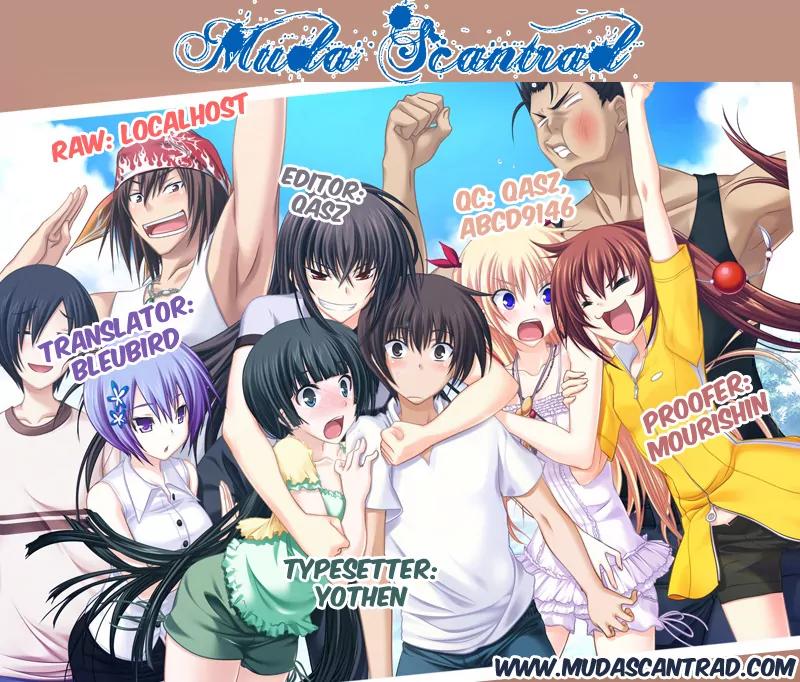 Muda Scantrad
RAW: LOCALHOST
EDITOR:
QASZ
QC: QASZ,
ABCD9146
TRANSLATOR:
BLEUBIRD
PROOFER:
MOURISHIN
TYPESETTER:
YOTHEN
WWW.MUDASCANTRAD.COM